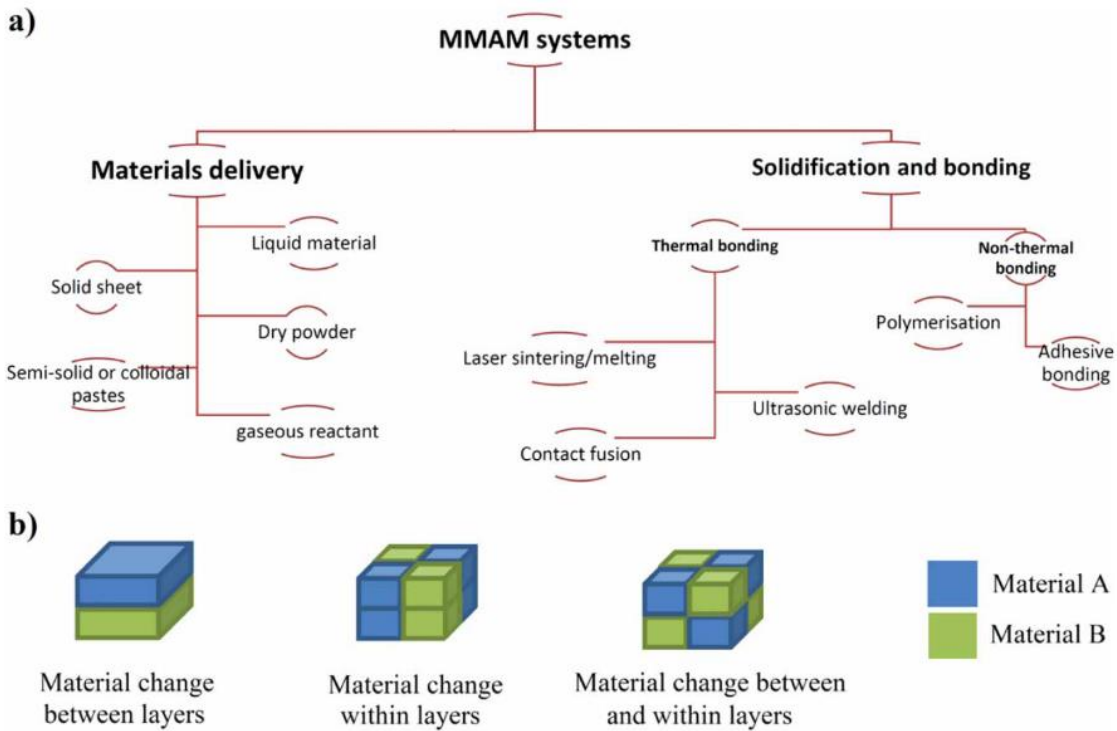 a)
MMAM systems
Materials delivery
Solidification and bonding
Liquid material
Solid sheet
Dry powder
Semi-solid or colloidal
pastes
gaseous reactant
Thermal bonding
Non-thermal
bonding
Polymerisation
Adhesive
bonding
Laser sintering/melting
Ultrasonic welding
Contact fusion
b)
Material change
between layers
Material change
within layers
Material change between
and within layers
Material A
Material B